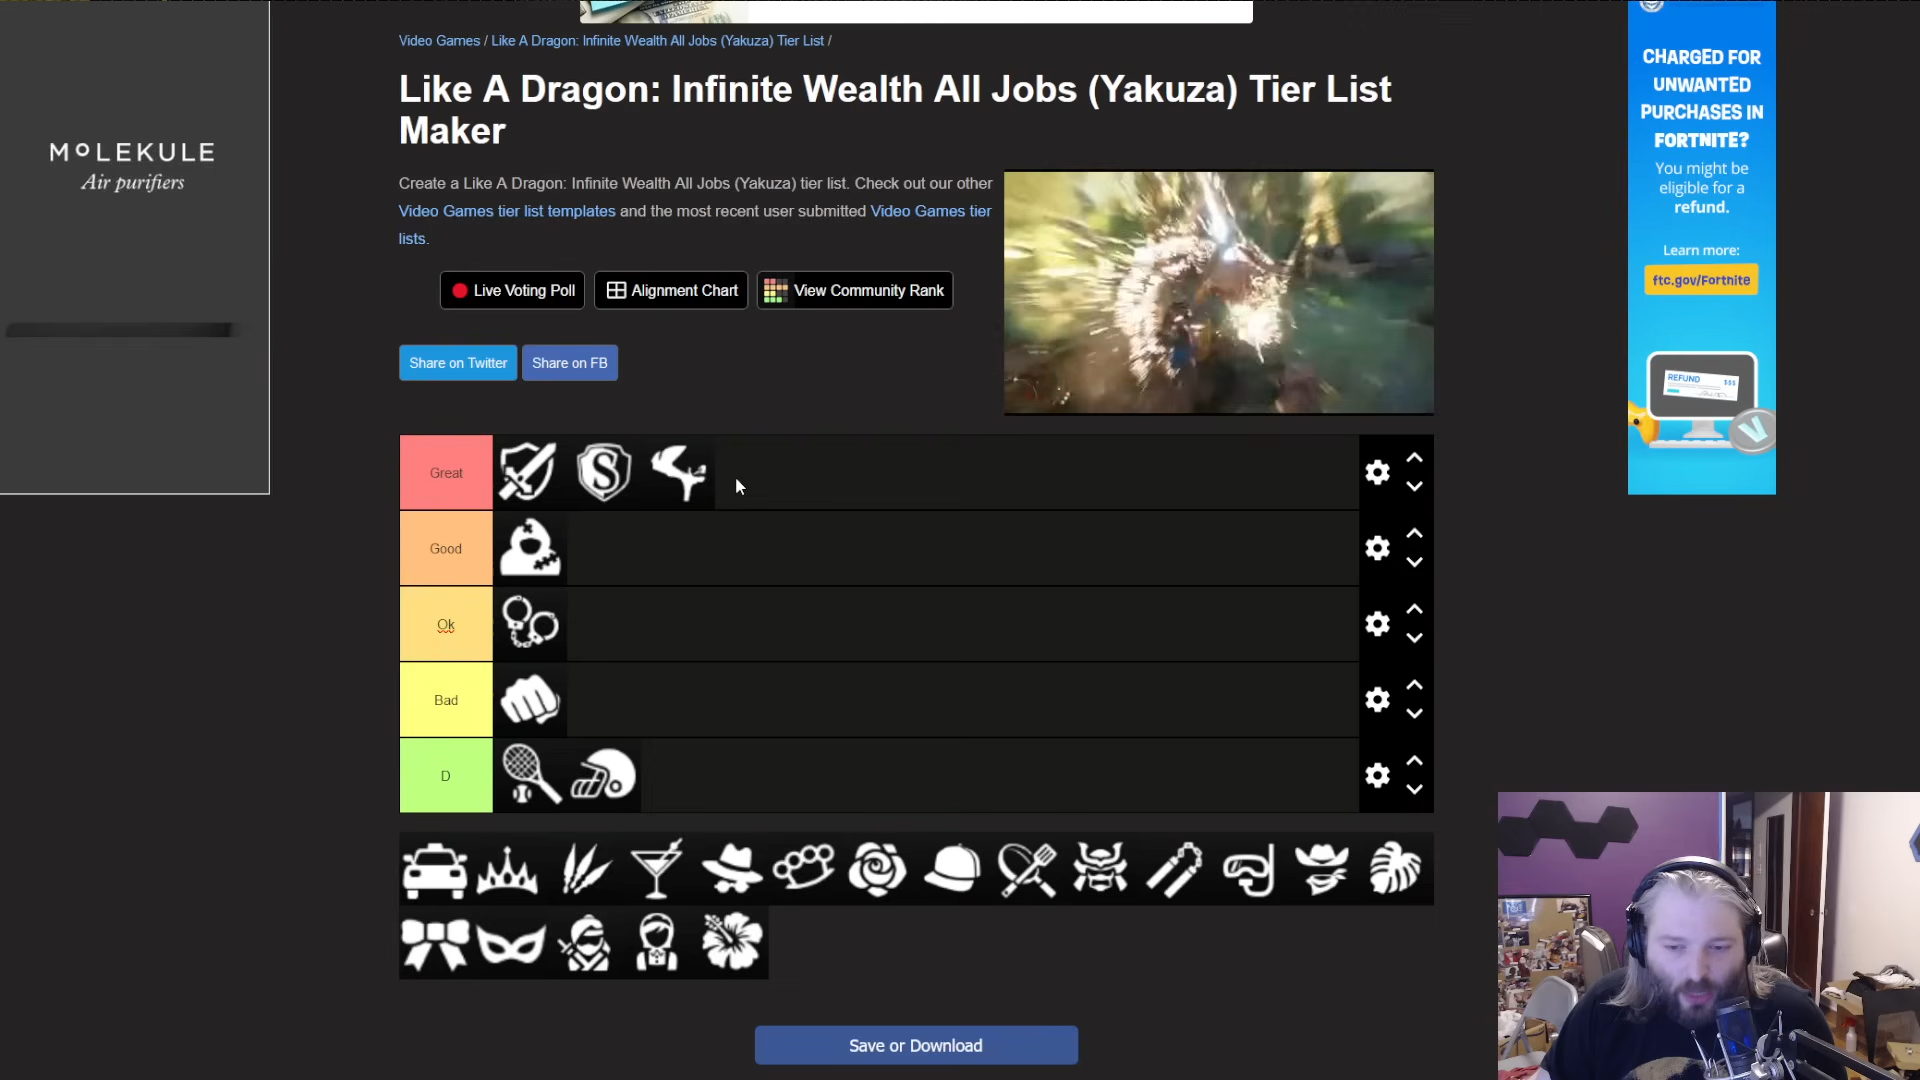 Video Games / Like A Dragon: Infinite Wealth All Jobs (Yakuza) Tier List /
Like A Dragon: Infinite Wealth All Jobs (Yakuza) Tier List
Maker
MOLEKULE
Air purifiers
Create a Like A Dragon: Infinite Wealth All Jobs (Yakuza) tier list. Check out our other
Video Games tier list templates and the most recent user submitted Video Games tier
lists.
Live Voting Poll
Alignment Chart
View Community Rank
Share on Twitter
Share on FB
CHARGED FOR
UNWANTED
PURCHASES IN
FORTNITE?
You might be
eligible for a
refund.
Learn more:
ftc.gov/Fortnite
REFUND
$$$
V
Great
S
Good
Ok
Bad
D
Save or Download